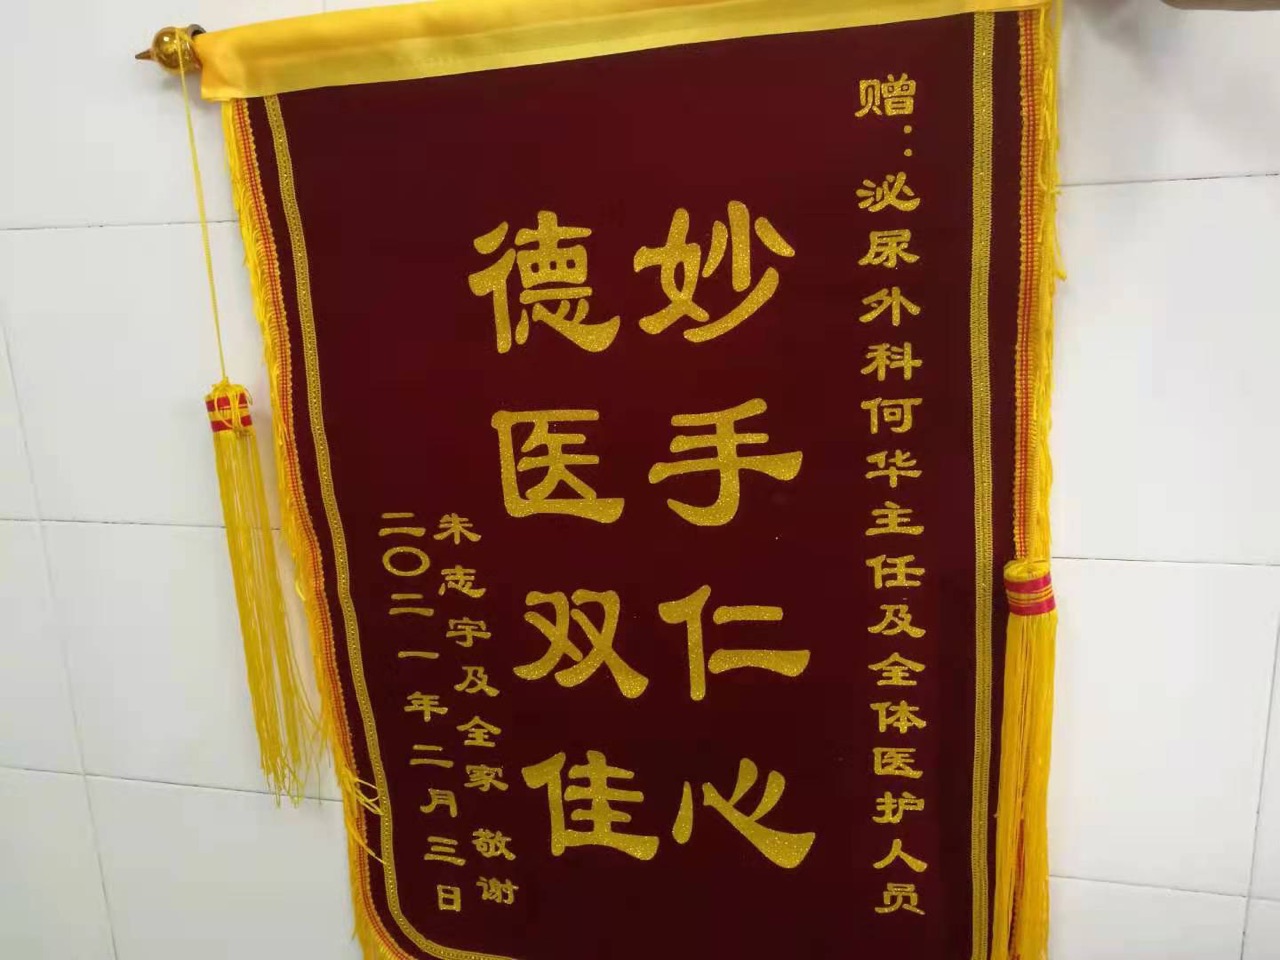 赠：泌尿外科何华主任及全体医护人员
妙手仁心
德医双佳
朱志宇及全家 敬谢
二〇二一年二月三日